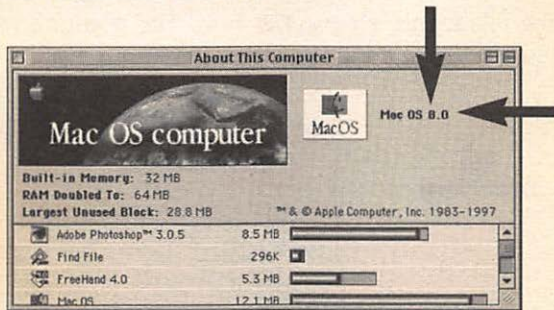 About This Computer
Mac OS computer
MacOS
Mac OS 8.0
Built-in Memory: 32 MB
RAM Doubled To: 64 MB
Largest Unused Block: 28.8 MB
™ & © Apple Computer, Inc. 1983-1997
Adobe Photoshop™ 3.0.5 8.5 MB
Find File 296K
FreeHand 4.0 5.3 MB
Mac OS 12.1 MB